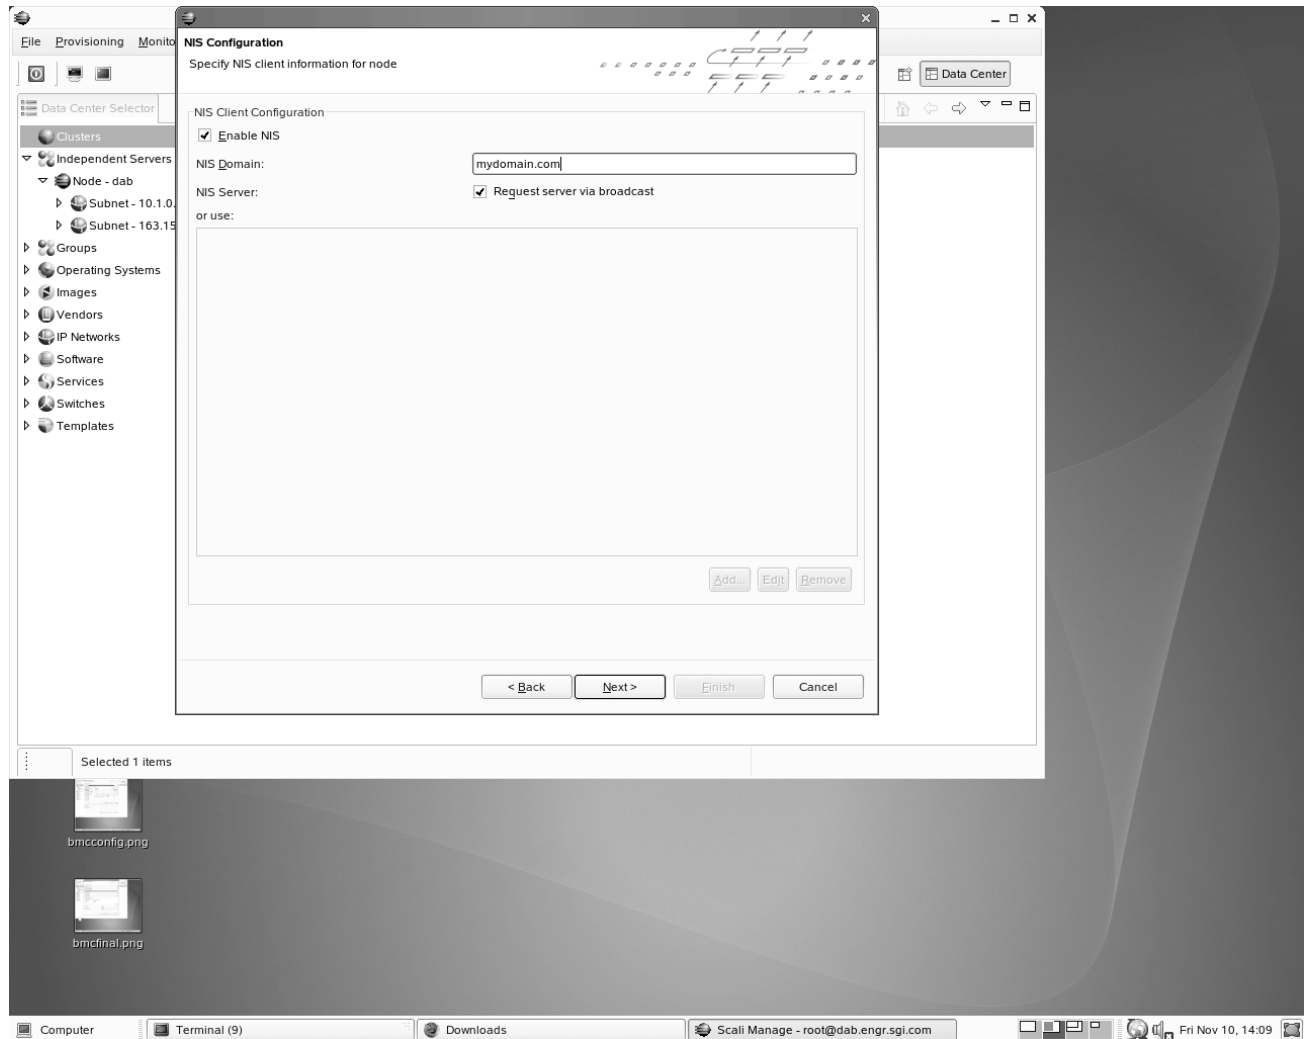 File Provisioning Monito
NIS Configuration
Specify NIS client information for node
Data Center
Data Center Selector
Clusters
Independent Servers
Node - dab
Subnet - 10.1.0.
Subnet - 163.15
Groups
Operating Systems
Images
Vendors
IP Networks
Software
Services
Switches
Templates
NIS Client Configuration
Enable NIS
NIS Domain:
mydomain.com
NIS Server:
Request server via broadcast
or use:
Add... Edit Remove
< Back Next > Finish Cancel
Selected 1 items
bmcconfig.png
bmcfinal.png
Computer Terminal (9) Downloads Scali Manage - root@dab.engr.sgi.com Fri Nov 10, 14:09